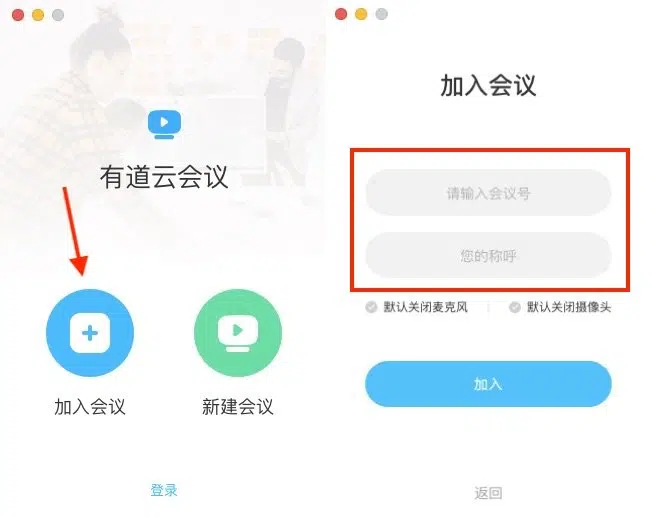 有道云会议
加入会议
新建会议
登录
加入会议
请输入会议号
您的称呼
默认关闭麦克风
默认关闭摄像头
加入
返回